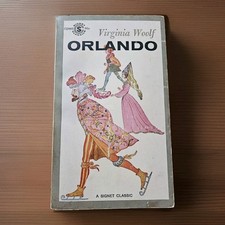 Virginia Woolf
ORLANDO
A SIGNET CLASSIC